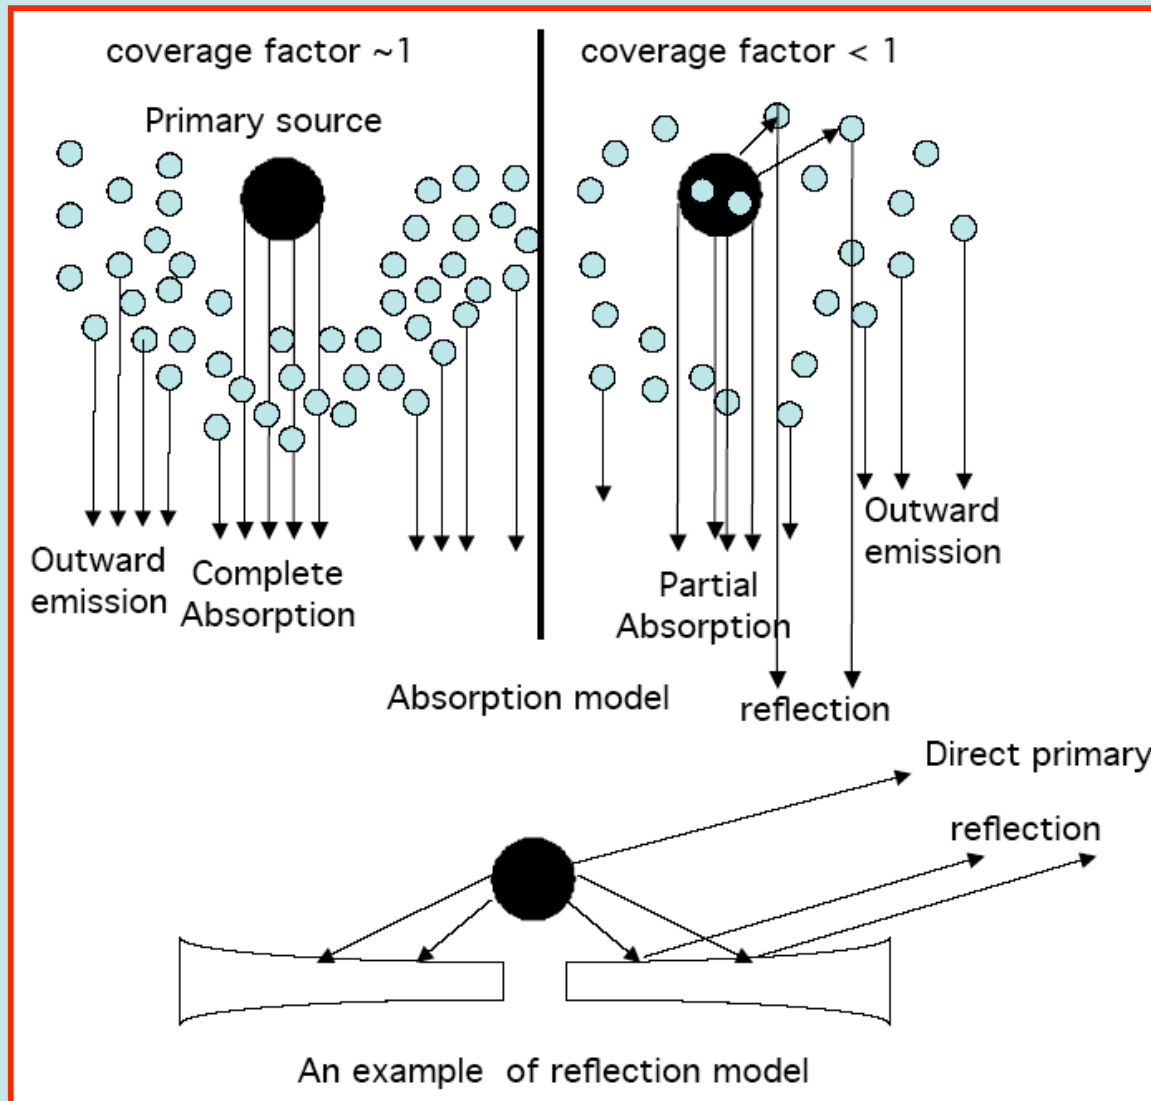 coverage factor ~1
Primary source
Outward
emission
Complete
Absorption
coverage factor < 1
Partial
Absorption
Outward
emission
reflection
Absorption model
Direct primary
reflection
An example of reflection model